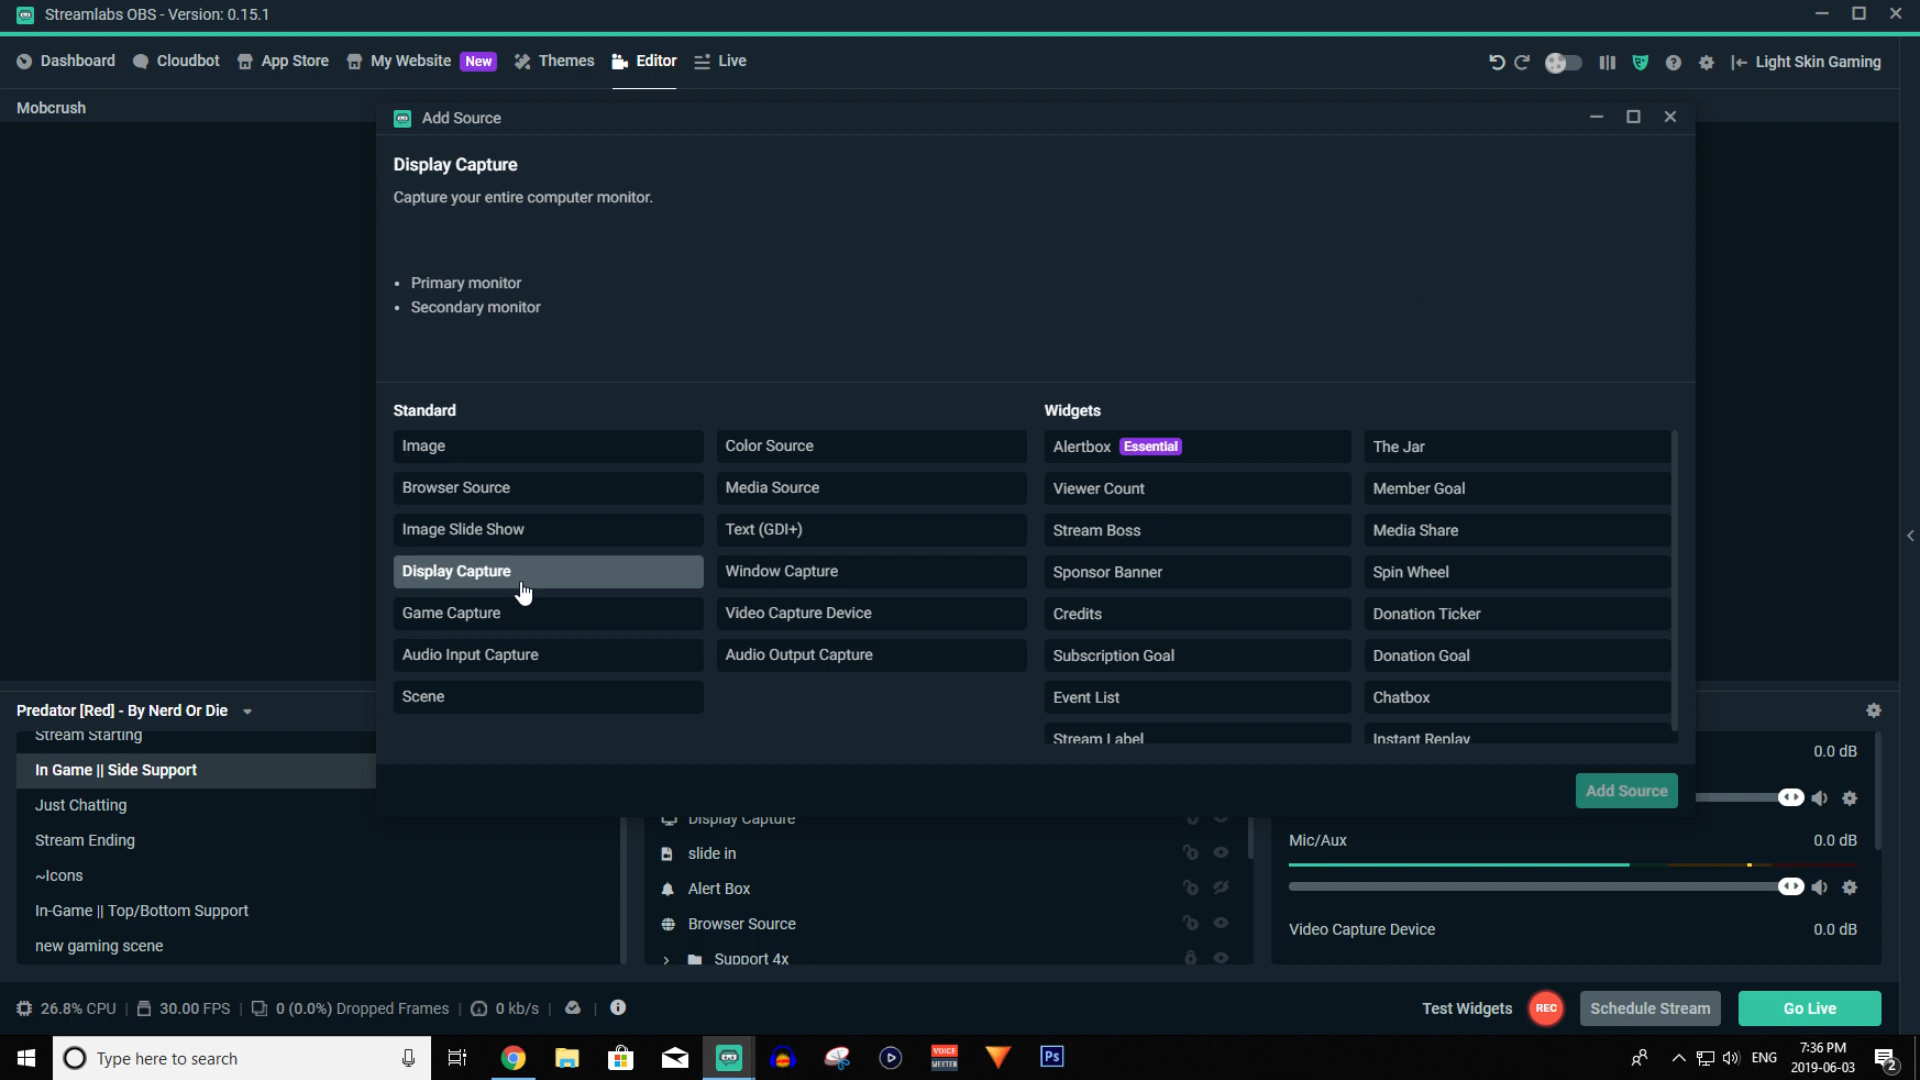 Streamlabs OBS - Version: 0.15.1
Dashboard Cloudbot App Store My Website New Themes Editor Live Light Skin Gaming
Mobcrush
Add Source
Display Capture
Capture your entire computer monitor.
• Primary monitor
• Secondary monitor
Standard
Image Color Source
Browser Source Media Source
Image Slide Show Text (GDI+)
Display Capture Window Capture
Game Capture Video Capture Device
Audio Input Capture Audio Output Capture
Scene
Widgets
Alertbox Essential The Jar
Viewer Count Member Goal
Stream Boss Media Share
Sponsor Banner Spin Wheel
Credits Donation Ticker
Subscription Goal Donation Goal
Event List Chatbox
Stream Label Instant Replay
Add Source
Predator [Red] - By Nerd Or Die
Stream Starting
In Game || Side Support
Just Chatting
Stream Ending
~Icons
In-Game || Top/Bottom Support
new gaming scene
Display Capture
slide in
Alert Box
Browser Source
Support 4x
0.0 dB
Mic/Aux 0.0 dB
Video Capture Device 0.0 dB
26.8% CPU | 30.00 FPS | 0 (0.0%) Dropped Frames | 0 kb/s
Test Widgets REC Schedule Stream Go Live
Type here to search
VOICE MEETER
Ps
ENG
7:36 PM
2019-06-03
2